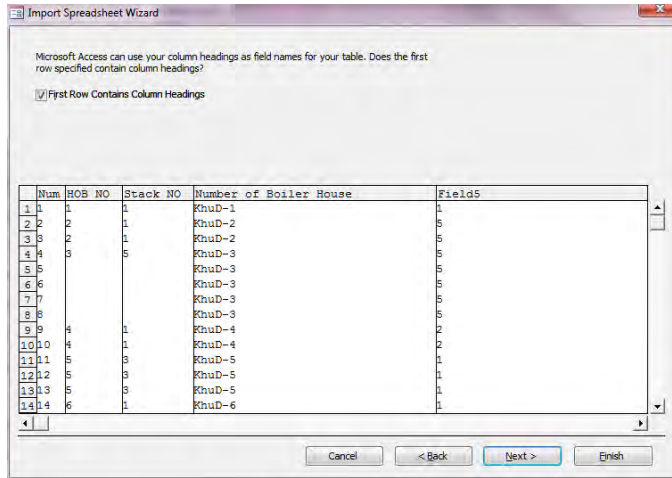 Import Spreadsheet Wizard
Microsoft Access can use your column headings as field names for your table. Does the first
row specified contain column headings?
First Row Contains Column Headings
Num HOB NO Stack NO Number of Boiler House Field5
1 1 1 1 KhuD-1 1
2 2 2 1 KhuD-2 5
3 3 2 1 KhuD-2 5
4 4 3 5 KhuD-3 5
5 5 KhuD-3 5
6 6 KhuD-3 5
7 7 KhuD-3 5
8 8 KhuD-3 5
9 9 4 1 KhuD-4 2
10 10 4 1 KhuD-4 2
11 11 5 3 KhuD-5 1
12 12 5 3 KhuD-5 1
13 13 5 3 KhuD-5 1
14 14 6 1 KhuD-6 1
Cancel < Back Next > Finish